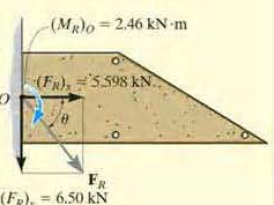 (M_R)_O = 2.46 kN·m
(F_R)_x = 5.598 kN
O
θ
F_R
(F_R)_y = 6.50 kN